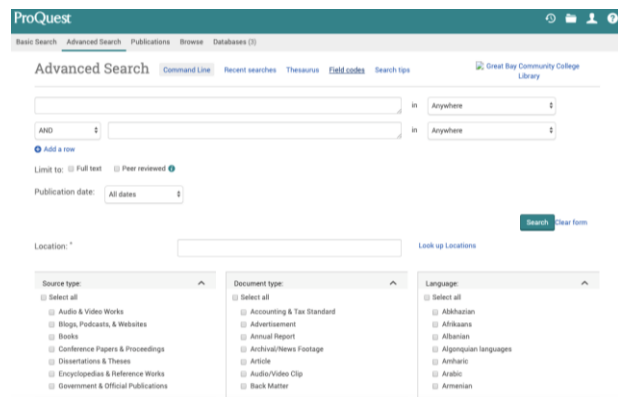 ProQuest
Basic Search Advanced Search Publications Browse Databases (3)
Advanced Search Command Line Recent searches Thesaurus Field codes Search tips
Great Bay Community College
Library
in Anywhere
AND in Anywhere
Add a row
Limit to: Full text Peer reviewed
Publication date: All dates
Search Clear form
Location: * Look up Locations
Source type: Document type: Language:
Select all Select all Select all
Audio & Video Works Accounting & Tax Standard Abkhazian
Blogs, Podcasts, & Websites Advertisement Afrikaans
Books Annual Report Albanian
Conference Papers & Proceedings Archival/News Footage Algonquian languages
Dissertations & Theses Article Amharic
Encyclopedias & Reference Works Audio/Video Clip Arabic
Government & Official Publications Back Matter Armenian